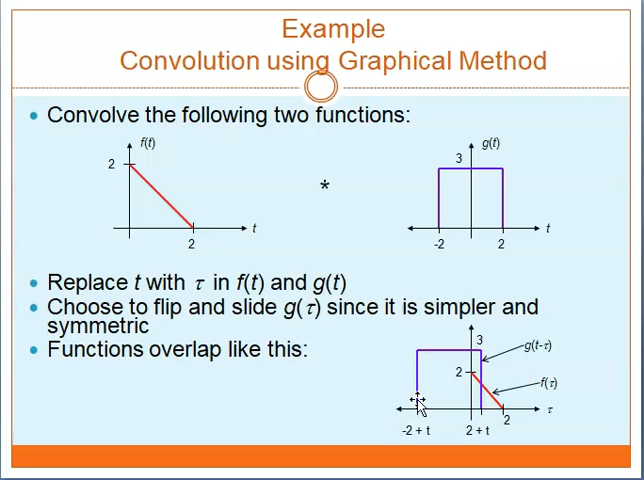 Example
Convolution using Graphical Method
• Convolve the following two functions:
f(t)
2
t
2
*
g(t)
3
t
-2
2
• Replace t with τ in f(t) and g(t)
• Choose to flip and slide g(τ) since it is simpler and
symmetric
• Functions overlap like this:
3
g(t-τ)
2
f(τ)
2
τ
-2 + t
2 + t